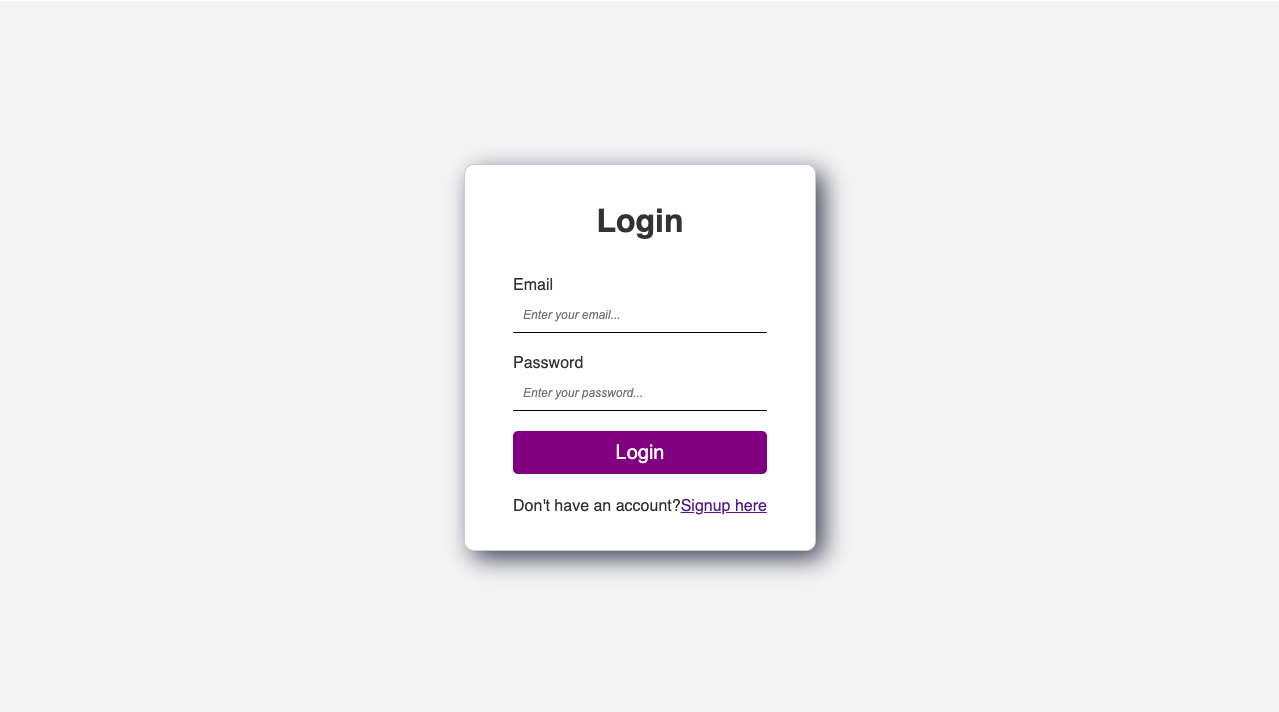 Login
Email
Enter your email...
Password
Enter your password...
Login
Don't have an account?Signup here